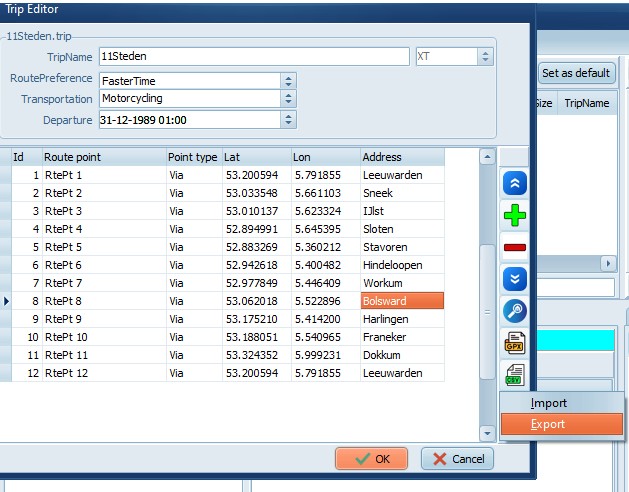 Trip Editor
11Steden.trip
TripName 11Steden XT
RoutePreference FasterTime
Transportation Motorcycling
Departure 31-12-1989 01:00
Set as default
Size TripName
Id Route point Point type Lat Lon Address
1 RtePt 1 Via 53.200594 5.791855 Leeuwarden
2 RtePt 2 Via 53.033548 5.661103 Sneek
3 RtePt 3 Via 53.010137 5.623324 IJlst
4 RtePt 4 Via 52.894991 5.645395 Sloten
5 RtePt 5 Via 52.883269 5.360212 Stavoren
6 RtePt 6 Via 52.942618 5.400482 Hindeloopen
7 RtePt 7 Via 52.977849 5.446409 Workum
8 RtePt 8 Via 53.062018 5.522896 Bolsward
9 RtePt 9 Via 53.175210 5.414200 Harlingen
10 RtePt 10 Via 53.188051 5.540965 Franeker
11 RtePt 11 Via 53.324352 5.999231 Dokkum
12 RtePt 12 Via 53.200594 5.791855 Leeuwarden
GPX
CSV
Import
Export
OK Cancel